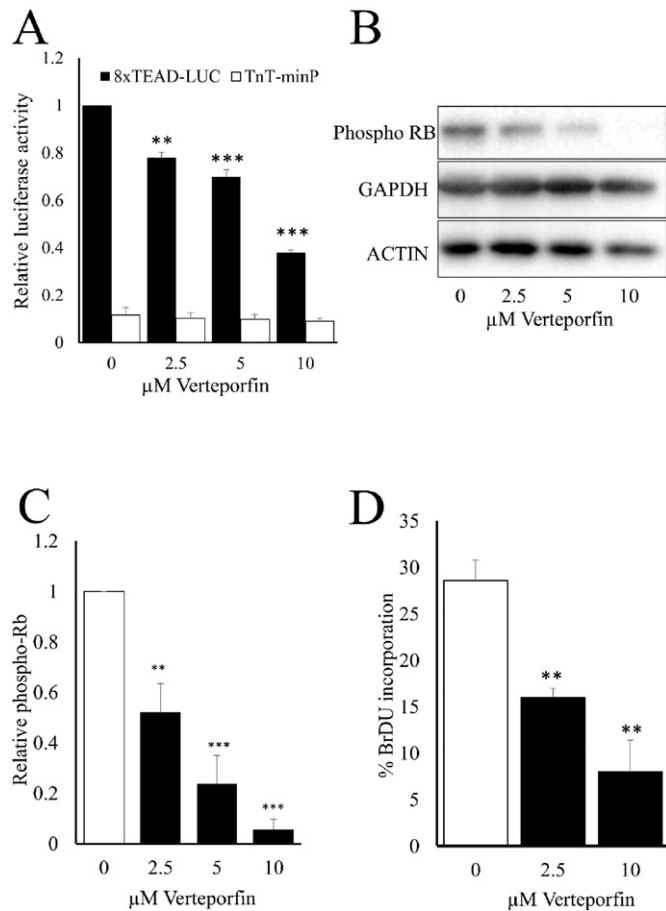 A
1.2
8xTEAD-LUC TnT-minP
1
0.8
0.6
0.4
0.2
0
Relative luciferase activity
** *** ***
0 2.5 5 10
µM Verteporfin
B
Phospho RB
GAPDH
ACTIN
0 2.5 5 10
µM Verteporfin
C
1.2
1
0.8
0.6
0.4
0.2
0
Relative phospho-Rb
** *** ***
0 2.5 5 10
µM Verteporfin
D
35
30
25
20
15
10
5
0
% BrDU incorporation
** **
0 2.5 10
µM Verteporfin